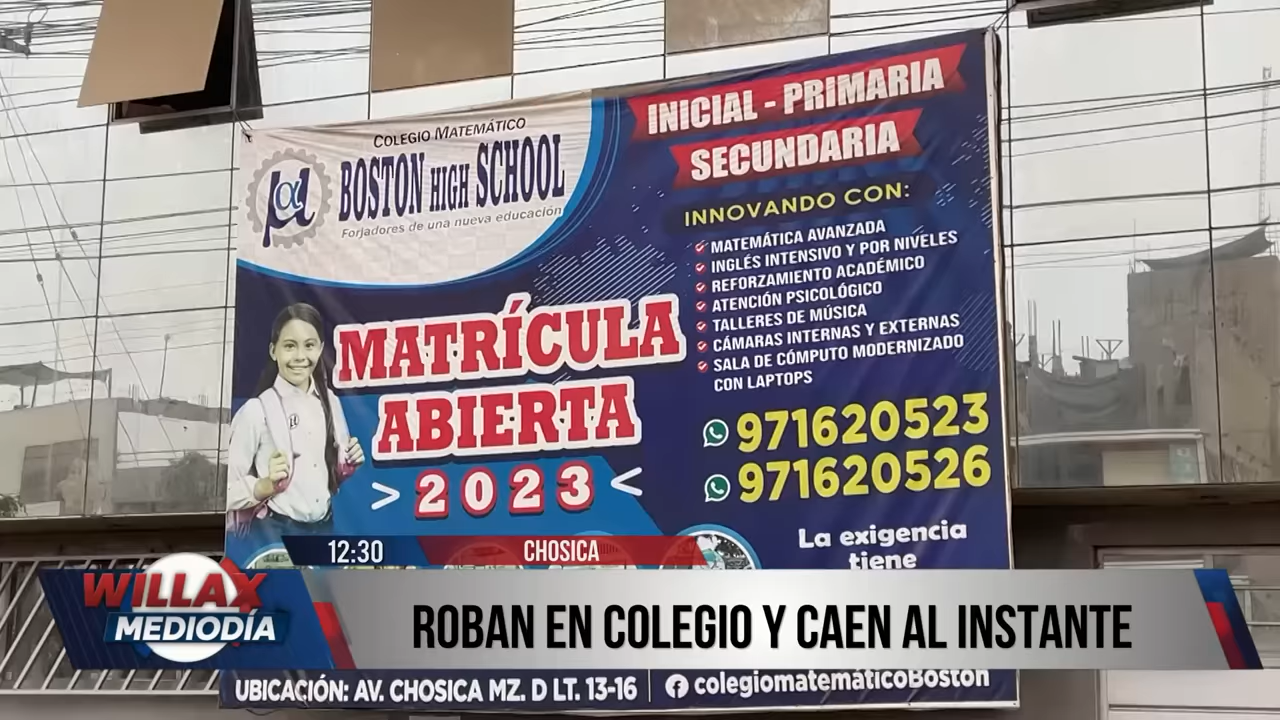 COLEGIO MATEMÁTICO
BOSTON HIGH SCHOOL
Forjadores de una nueva educación
INICIAL - PRIMARIA
SECUNDARIA
INNOVANDO CON:
MATEMÁTICA AVANZADA
INGLÉS INTENSIVO Y POR NIVELES
REFORZAMIENTO ACADÉMICO
ATENCIÓN PSICOLÓGICO
TALLERES DE MÚSICA
CÁMARAS INTERNAS Y EXTERNAS
SALA DE CÓMPUTO MODERNIZADO
CON LAPTOPS
MATRÍCULA
ABIERTA
> 2023 <
971620523
971620526
La exigencia
tiene
12:30 CHOSICA
WILLAX
MEDIODÍA
ROBAN EN COLEGIO Y CAEN AL INSTANTE
UBICACIÓN: AV. CHOSICA MZ. D LT. 13-16 | colegiomatemáticoBoston